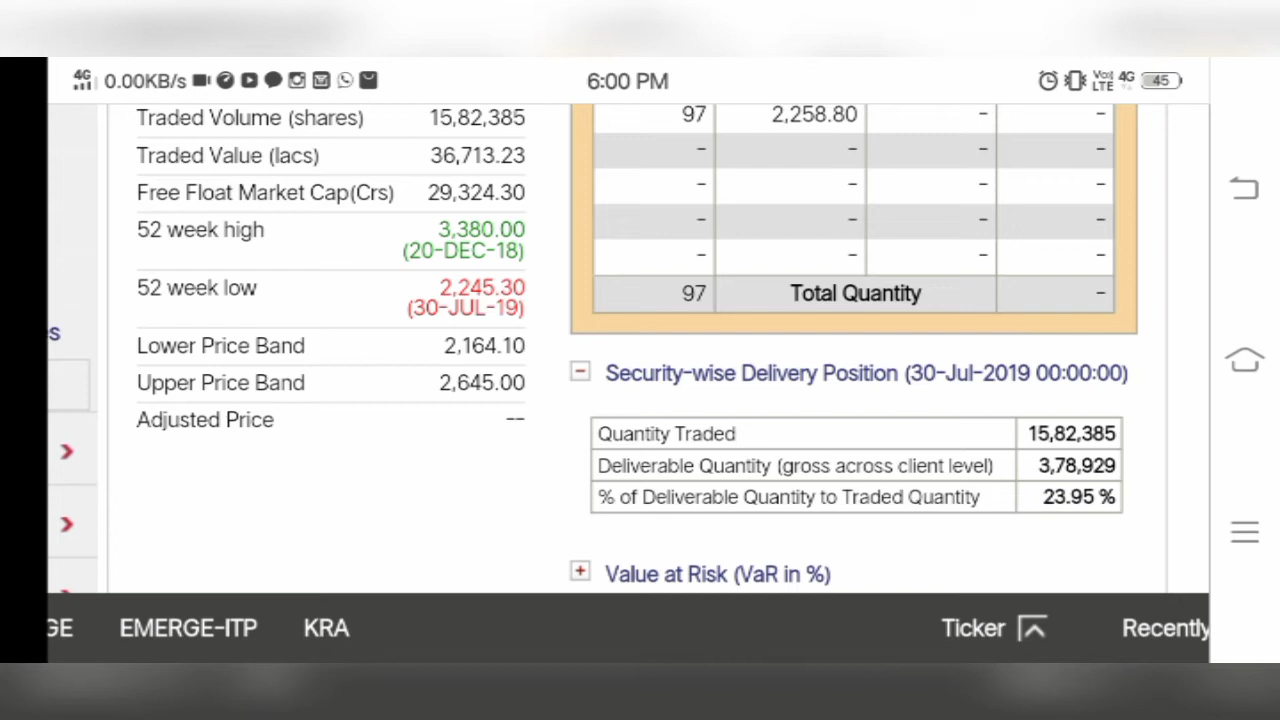 4G 0.00KB/s 6:00 PM Vo) LTE 4G 45
Traded Volume (shares) 15,82,385
Traded Value (lacs) 36,713.23
Free Float Market Cap(Crs) 29,324.30
52 week high 3,380.00
(20-DEC-18)
52 week low 2,245.30
(30-JUL-19)
Lower Price Band 2,164.10
Upper Price Band 2,645.00
Adjusted Price --
s
97 2,258.80 - -
- - - -
- - - -
- - - -
- - - -
97 Total Quantity -
Security-wise Delivery Position (30-Jul-2019 00:00:00)
Quantity Traded 15,82,385
Deliverable Quantity (gross across client level) 3,78,929
% of Deliverable Quantity to Traded Quantity 23.95 %
Value at Risk (VaR in %)
GE EMERGE-ITP KRA Ticker Recently